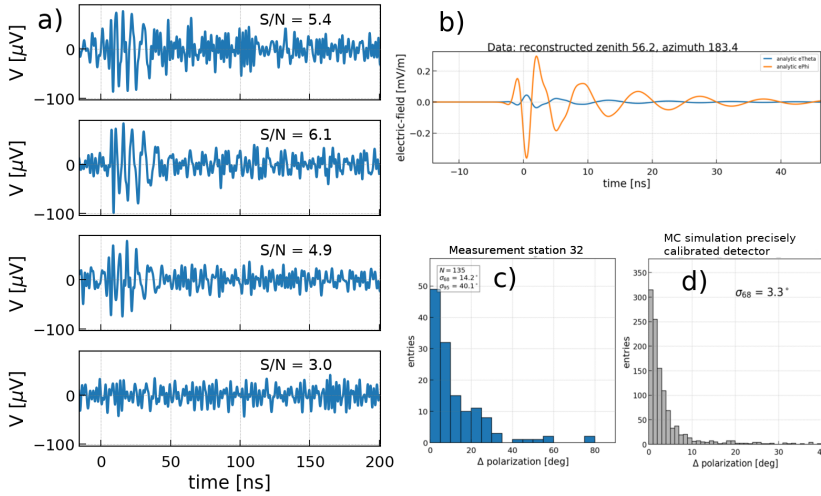 a)
S/N = 5.4
V [µV]
0
−100
S/N = 6.1
V [µV]
0
−100
S/N = 4.9
V [µV]
0
−100
S/N = 3.0
V [µV]
0
−100
0 50 100 150 200
time [ns]
b)
Data: reconstructed zenith 56.2, azimuth 183.4
analytic eTheta
analytic ePhi
electric-field [mV/m]
0.2
0.0
−0.2
−10 0 10 20 30 40
time [ns]
Measurement station 32
c)
N = 135
σ68 = 14.2°
σ95 = 40.1°
entries
50
40
30
20
10
0
0 20 40 60 80
Δ polarization [deg]
MC simulation precisely
calibrated detector
d)
σ68 = 3.3°
entries
350
300
250
200
150
100
50
0
0 10 20 30 40
Δ polarization [deg]